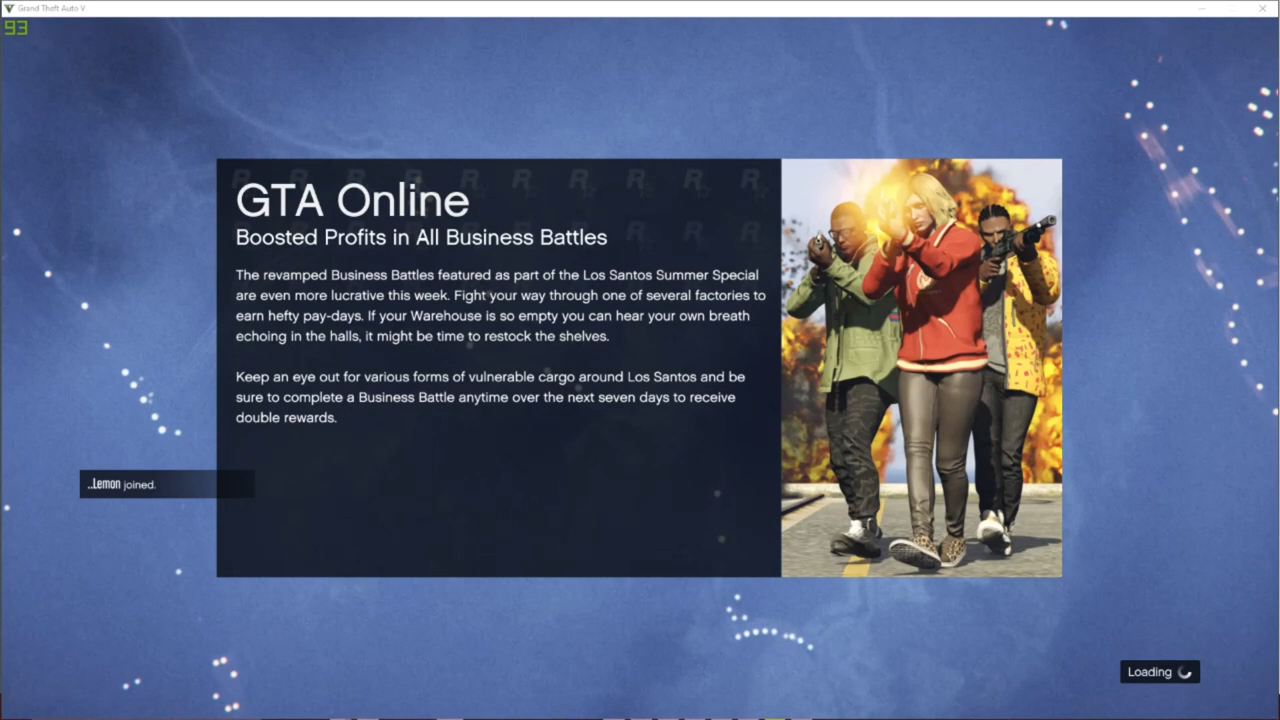 Grand Theft Auto V
93
GTA Online
Boosted Profits in All Business Battles
The revamped Business Battles featured as part of the Los Santos Summer Special
are even more lucrative this week. Fight your way through one of several factories to
earn hefty pay-days. If your Warehouse is so empty you can hear your own breath
echoing in the halls, it might be time to restock the shelves.
Keep an eye out for various forms of vulnerable cargo around Los Santos and be
sure to complete a Business Battle anytime over the next seven days to receive
double rewards.
..Lemon joined.
Loading